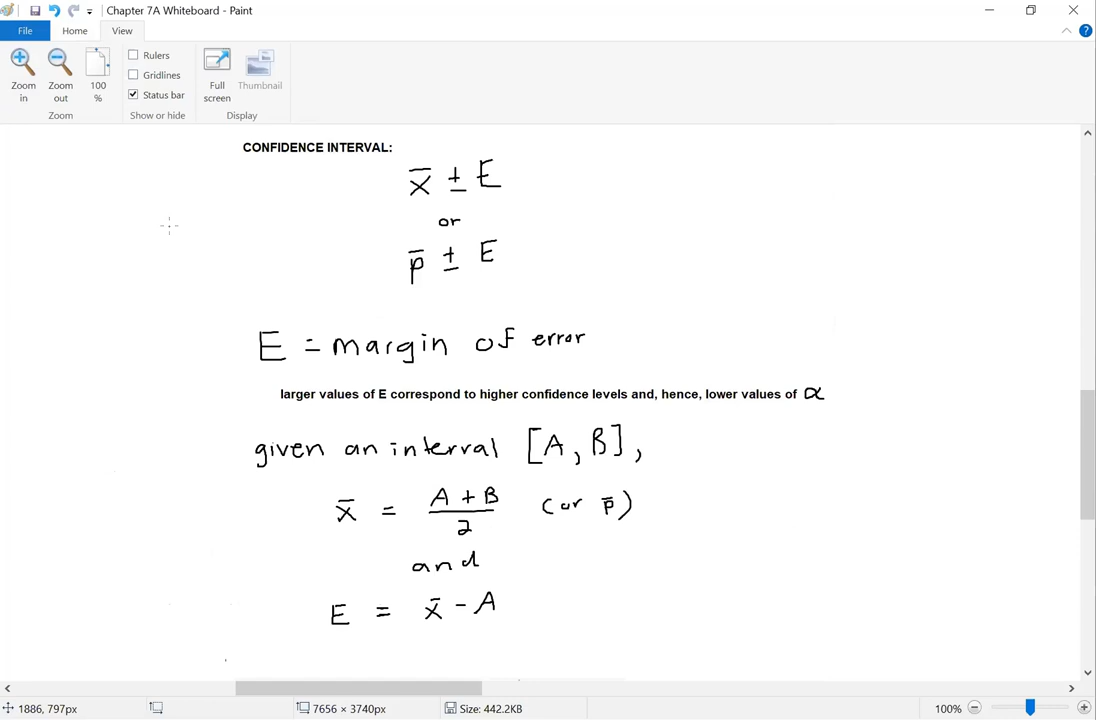 Chapter 7A Whiteboard - Paint
File Home View
Zoom in
Zoom out
100 %
Rulers
Gridlines
Status bar
Full screen
Thumbnail
Zoom
Show or hide
Display
CONFIDENCE INTERVAL:
x̄ ± E
or
p̄ ± E
E = margin of error
larger values of E correspond to higher confidence levels and, hence, lower values of α
given an interval [A, B],
x̄ = (A + B)/2 (or p̄)
and
E = x̄ - A
1886, 797px 7656 × 3740px Size: 442.2KB 100%